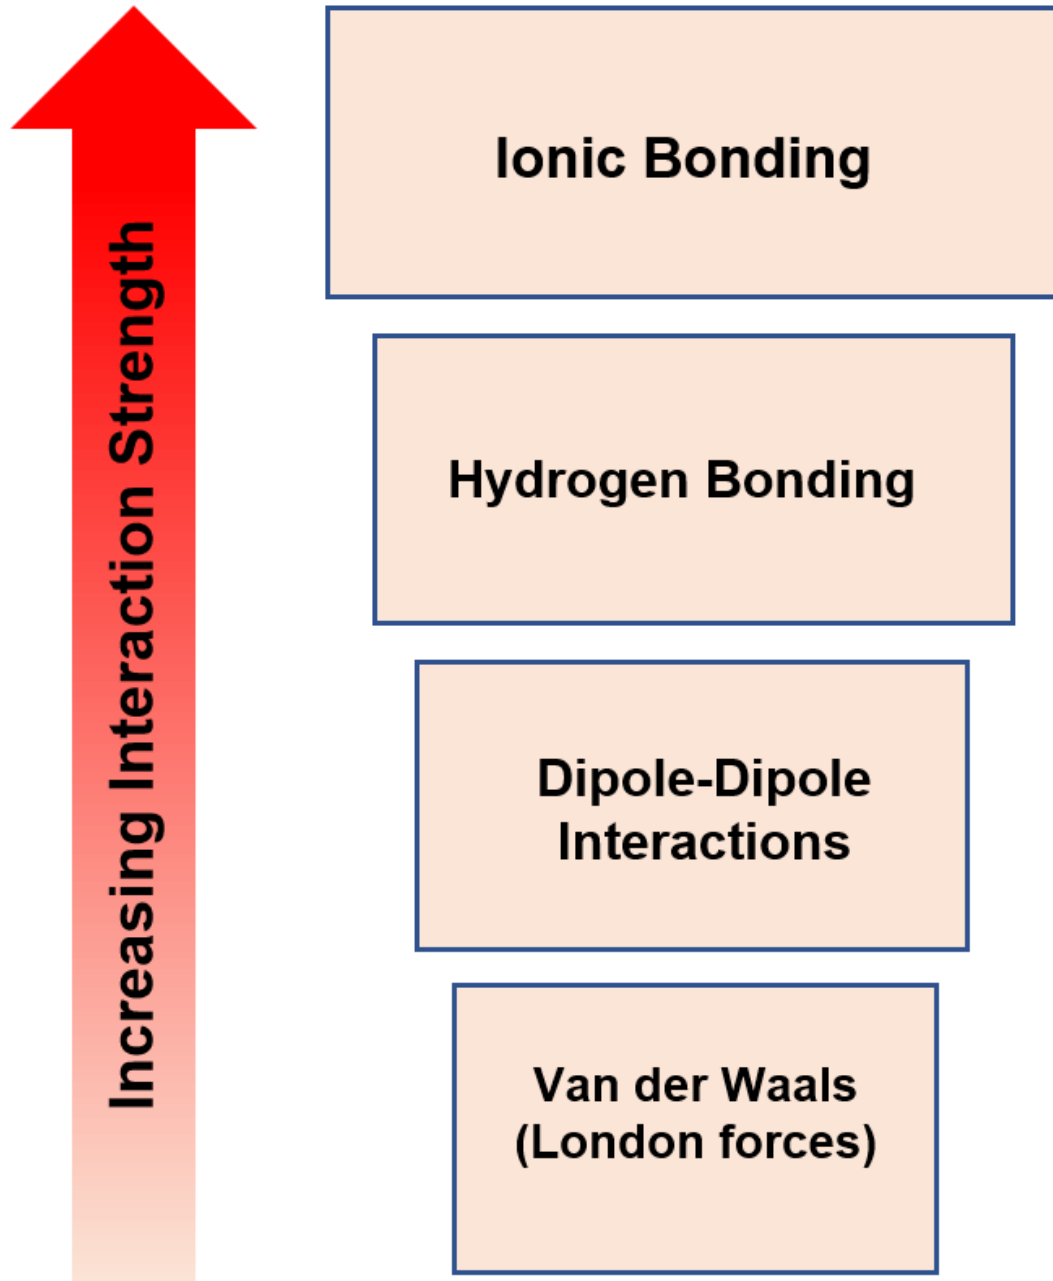 Increasing Interaction Strength
Ionic Bonding
Hydrogen Bonding
Dipole-Dipole
Interactions
Van der Waals
(London forces)